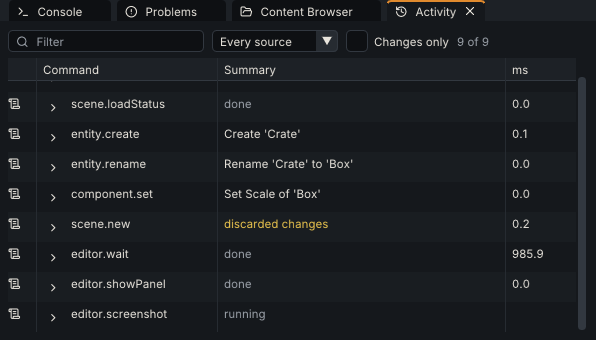 Console Problems Content Browser Activity
Filter Every source Changes only 9 of 9
Command Summary ms
scene.loadStatus done 0.0
entity.create Create 'Crate' 0.1
entity.rename Rename 'Crate' to 'Box' 0.0
component.set Set Scale of 'Box' 0.0
scene.new discarded changes 0.2
editor.wait done 985.9
editor.showPanel done 0.0
editor.screenshot running